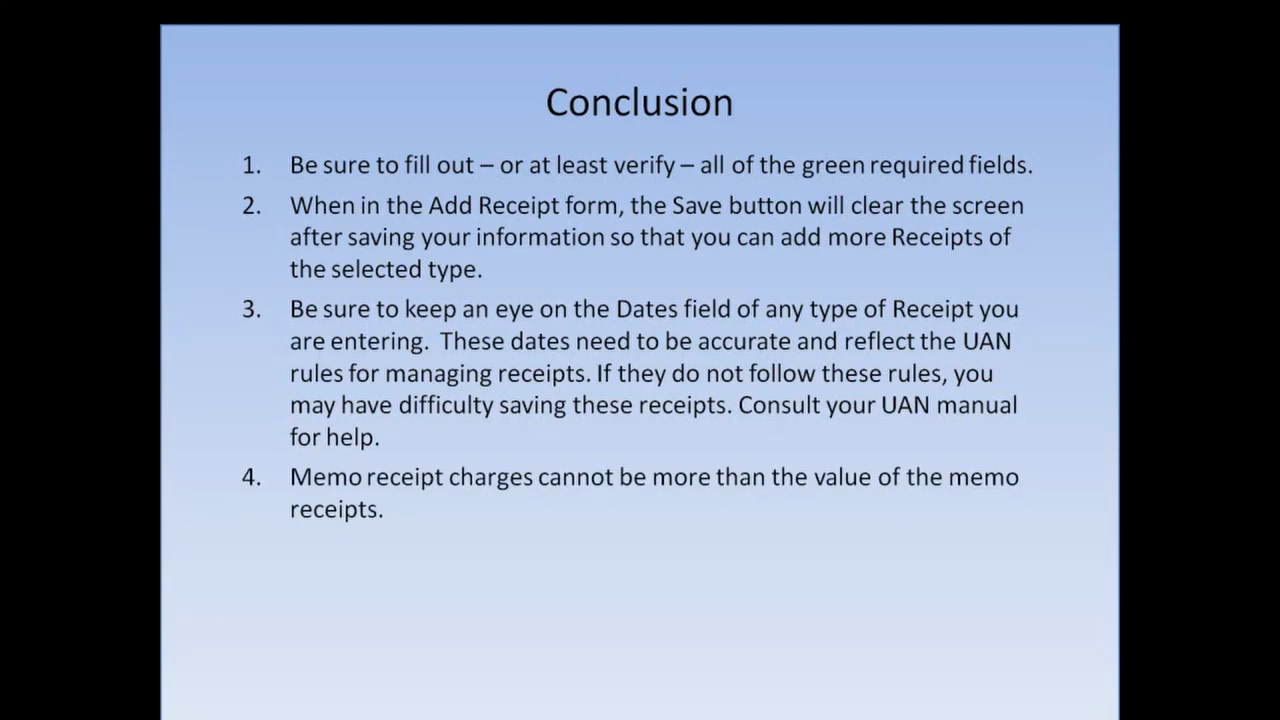 Conclusion
1. Be sure to fill out – or at least verify – all of the green required fields.
2. When in the Add Receipt form, the Save button will clear the screen
after saving your information so that you can add more Receipts of
the selected type.
3. Be sure to keep an eye on the Dates field of any type of Receipt you
are entering.  These dates need to be accurate and reflect the UAN
rules for managing receipts. If they do not follow these rules, you
may have difficulty saving these receipts. Consult your UAN manual
for help.
4. Memo receipt charges cannot be more than the value of the memo
receipts.